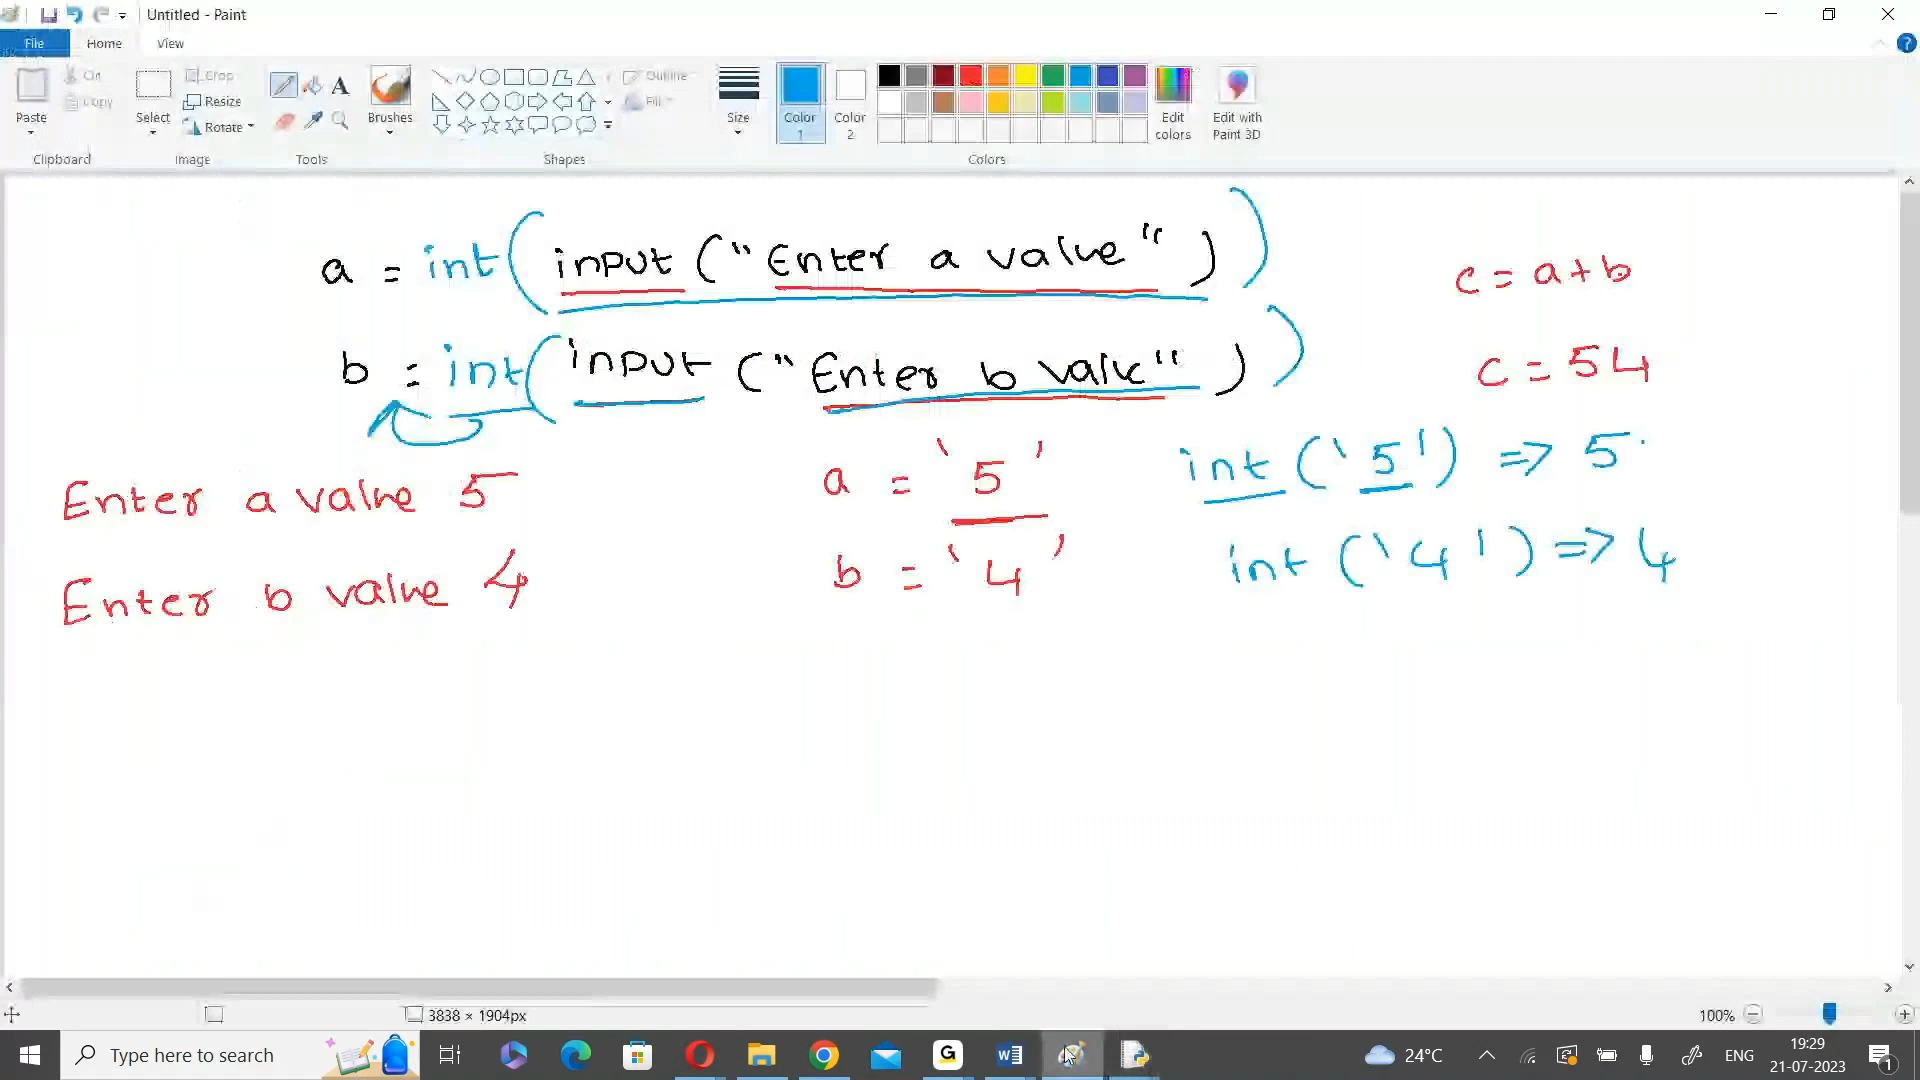 Untitled - Paint
File Home View
Paste
Cut
Copy
Clipboard
Select
Crop
Resize
Rotate
Image
A
Tools
Brushes
Outline
Fill
Shapes
Size
Color 1
Color 2
Edit colors
Edit with Paint 3D
Colors
a = int(input("Enter a value"))
c = a+b
b = int(input("Enter b value"))
c = 54
Enter a value 5
a = '5'
int('5') => 5
Enter b value 4
b = '4'
int('4') => 4
3838 × 1904px
100%
Type here to search
24°C
ENG
19:29
21-07-2023
1